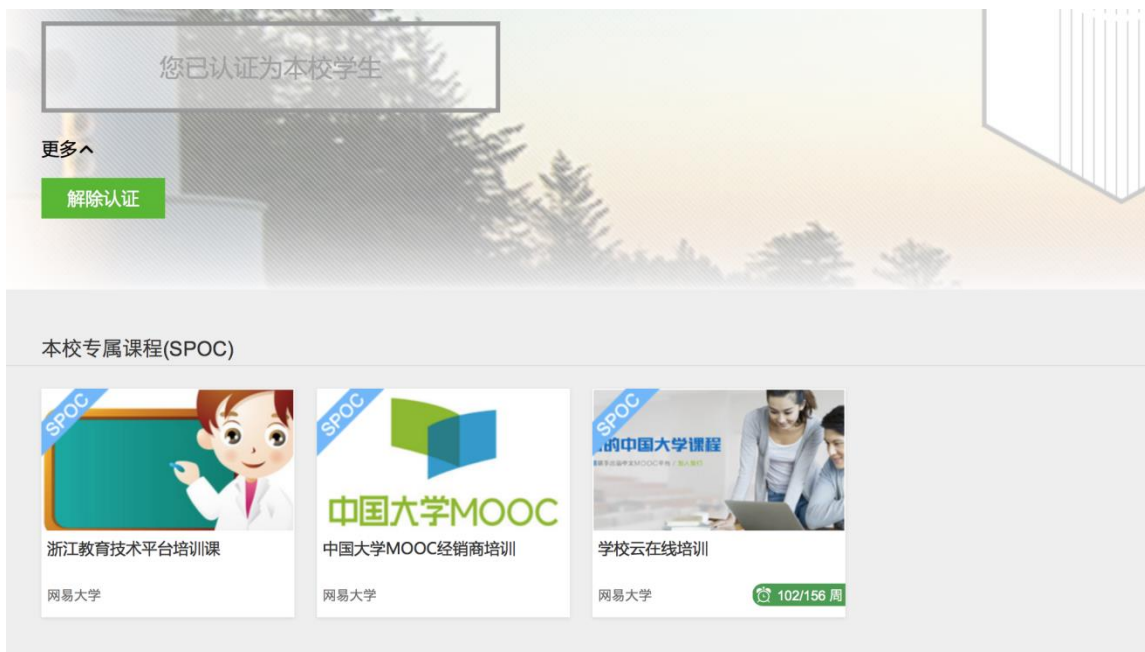 您已认证为本校学生
更多
解除认证
本校专属课程(SPOC)
SPOC
中国大学MOOC
SPOC
SPOC
的中国大学课程
浙江教育技术平台培训课
中国大学MOOC经销商培训
学校云在线培训
网易大学
网易大学
网易大学
102/156 周